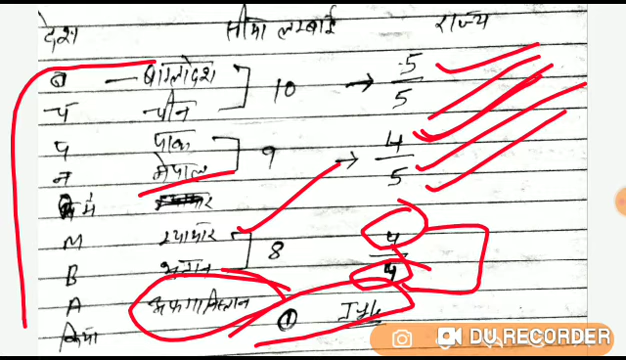 देश सीमा लम्बाई राज्य
ब — बांग्लादेश 10 → 5
च चीन 5
प पाक 9 → 4
न नेपाल 5
में
M म्यांमार 8 4
B भूटान 4
A अफगानिस्तान ① J&K
किया
DU RECORDER